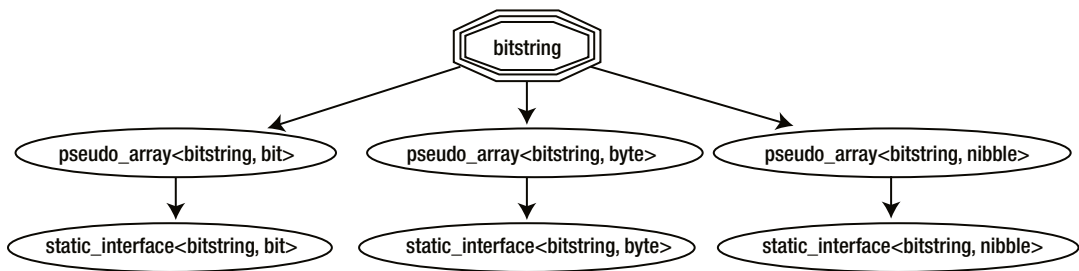 bitstring
pseudo_array<bitstring, bit>
pseudo_array<bitstring, byte>
pseudo_array<bitstring, nibble>
static_interface<bitstring, bit>
static_interface<bitstring, byte>
static_interface<bitstring, nibble>